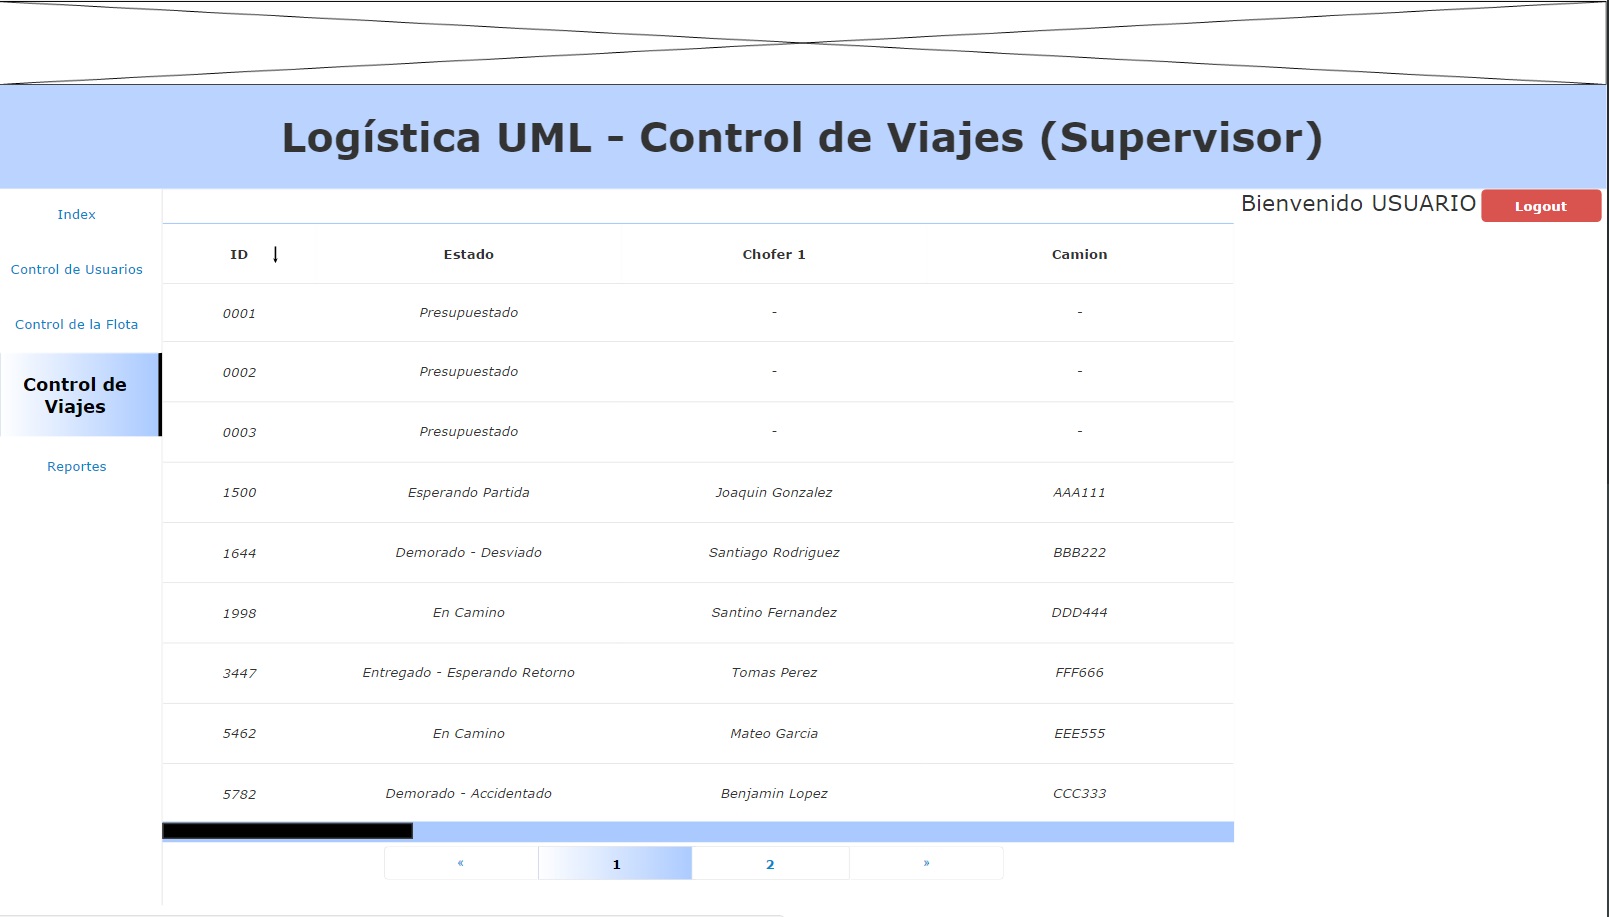 Logística UML - Control de Viajes (Supervisor)
Bienvenido USUARIO Logout
Index
Control de Usuarios
Control de la Flota
Control de
Viajes
Reportes
ID ↓ Estado Chofer 1 Camion
0001 Presupuestado - -
0002 Presupuestado - -
0003 Presupuestado - -
1500 Esperando Partida Joaquin Gonzalez AAA111
1644 Demorado - Desviado Santiago Rodriguez BBB222
1998 En Camino Santino Fernandez DDD444
3447 Entregado - Esperando Retorno Tomas Perez FFF666
5462 En Camino Mateo Garcia EEE555
5782 Demorado - Accidentado Benjamin Lopez CCC333
« 1 2 »